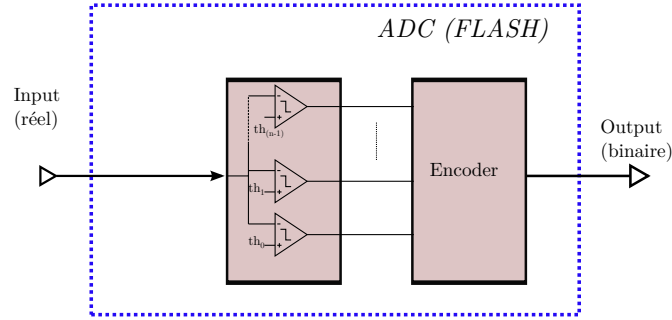 ADC (FLASH)
Input
(réel)
th(n-1)
th1
th0
Encoder
Output
(binaire)